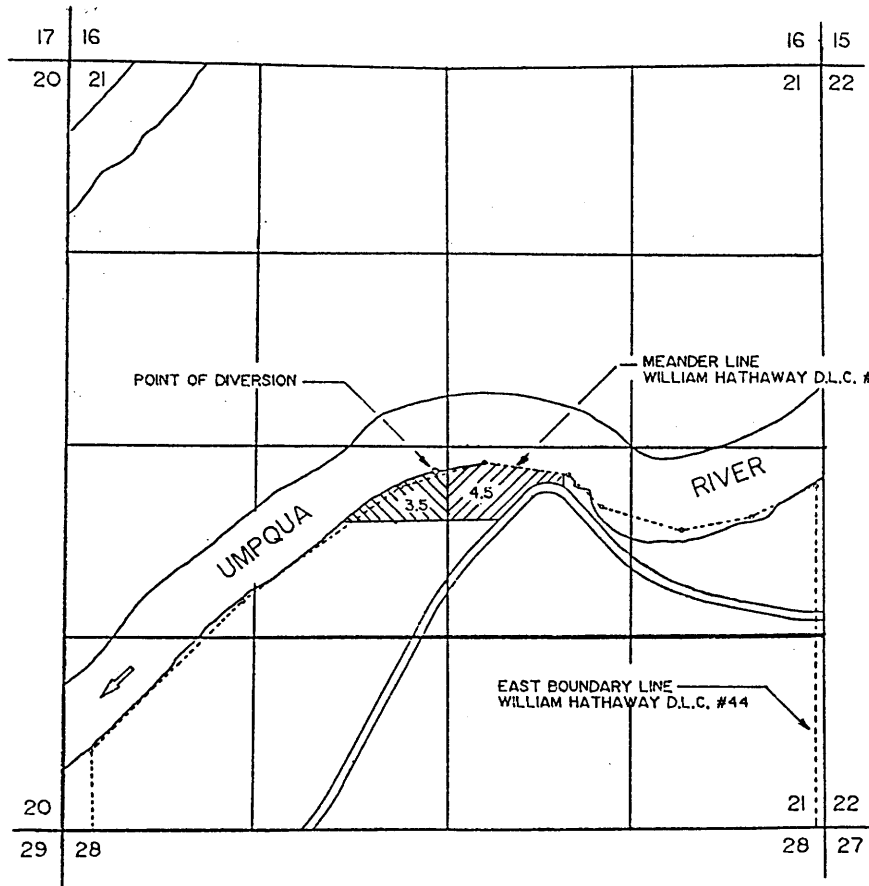 17 16
16 15
20 21
21 22
POINT OF DIVERSION
MEANDER LINE
WILLIAM HATHAWAY D.L.C. #
RIVER
3.5
4.5
UMPQUA
EAST BOUNDARY LINE
WILLIAM HATHAWAY D.L.C. #44
20
21 22
29 28
28 27